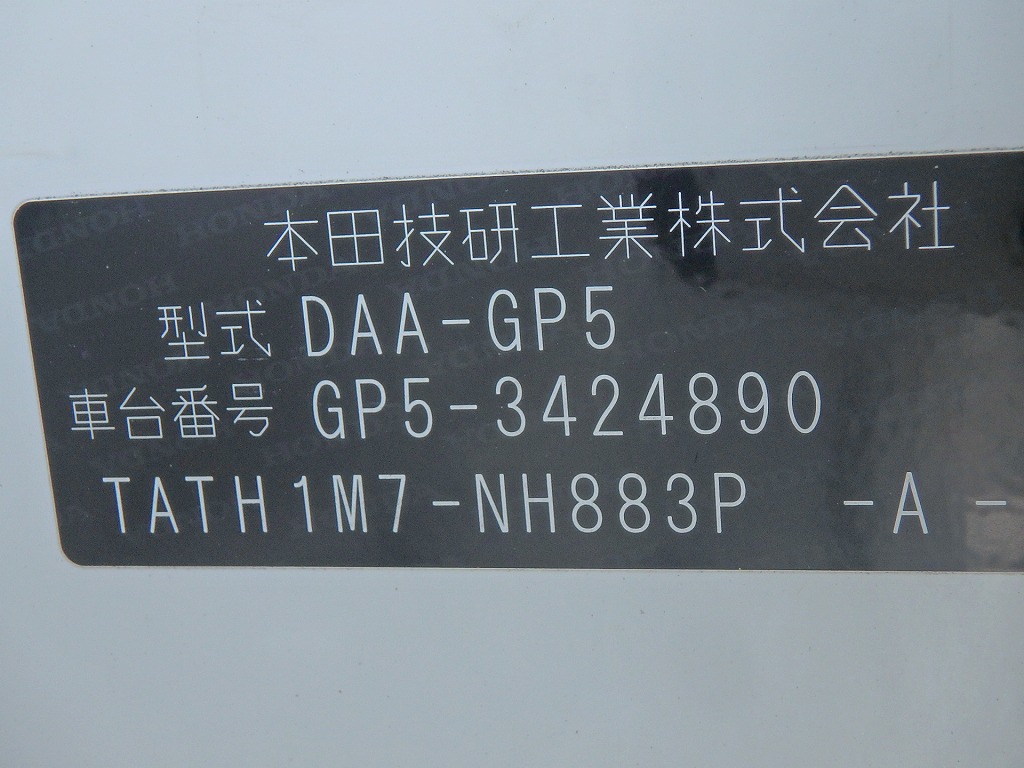 本田技研工業株式会社
型式 DAA-GP5
車台番号 GP5-3424890
TATH1M7-NH883P -A -